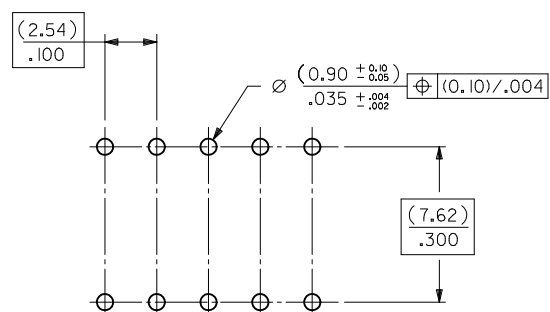 (2.54)
.100
⌀ (0.90 +0.10 -0.05)
.035 +.004 -.002
⌖ (0.10)/.004
(7.62)
.300